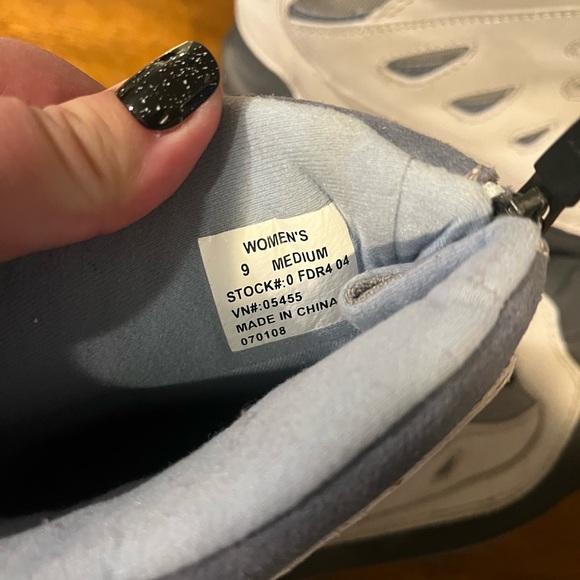 WOMEN'S
9 MEDIUM
STOCK#:0 FDR4 04
VN#:05455
MADE IN CHINA
070108